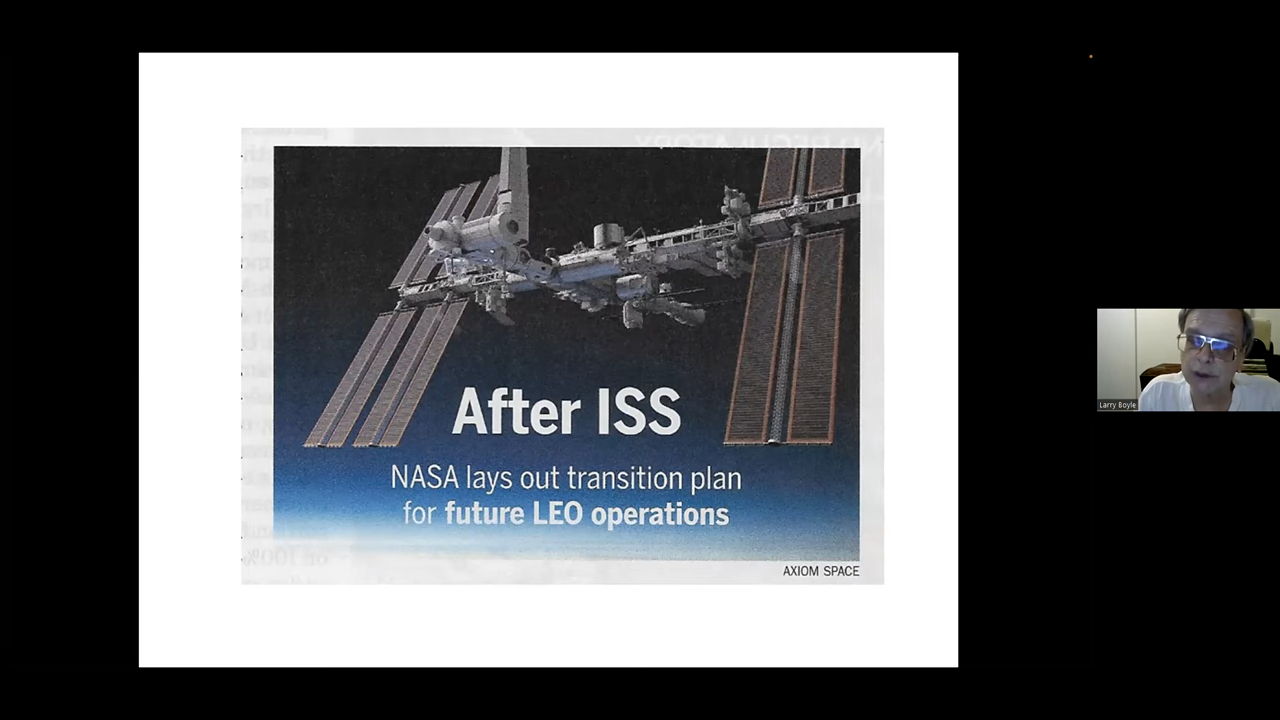 After ISS
NASA lays out transition plan
for future LEO operations
AXIOM SPACE
Larry Boyle